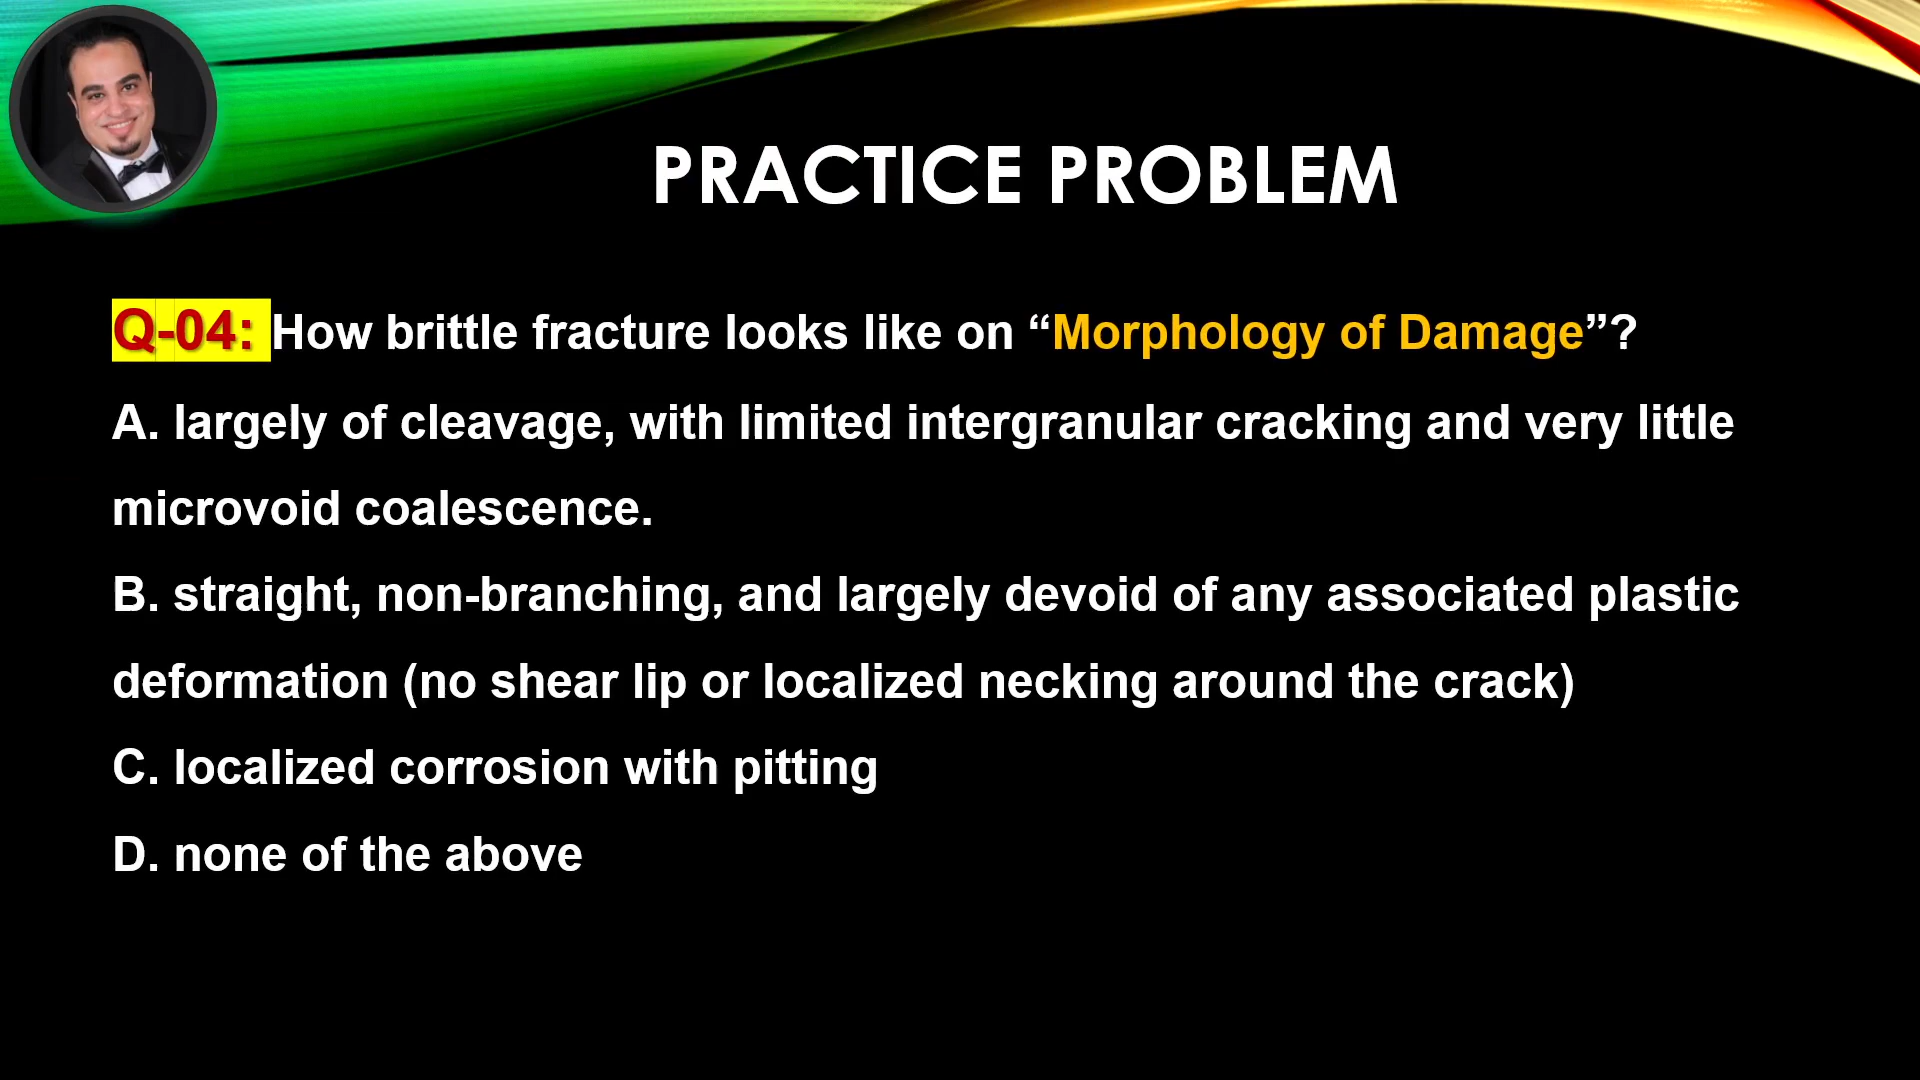 PRACTICE PROBLEM
Q-04: How brittle fracture looks like on “Morphology of Damage”?
A. largely of cleavage, with limited intergranular cracking and very little
microvoid coalescence.
B. straight, non-branching, and largely devoid of any associated plastic
deformation (no shear lip or localized necking around the crack)
C. localized corrosion with pitting
D. none of the above